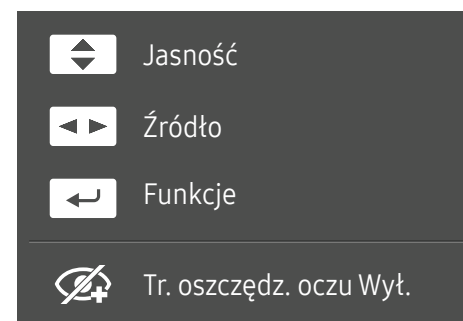 Jasność
Źródło
Funkcje
Tr. oszczędz. oczu Wył.